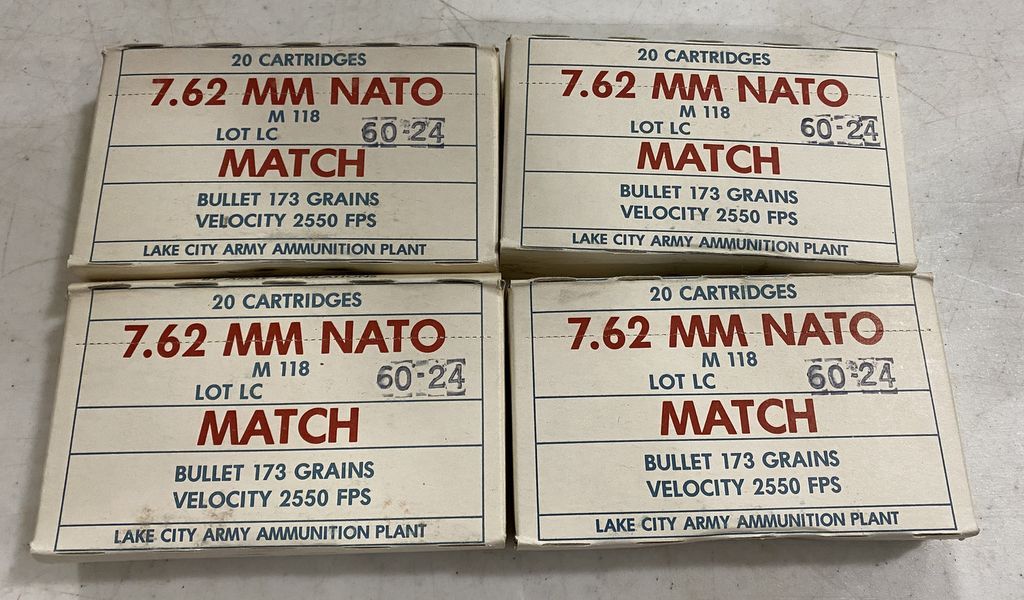 20 CARTRIDGES
7.62 MM NATO
M 118
LOT LC 60-24
MATCH
BULLET 173 GRAINS
VELOCITY 2550 FPS
LAKE CITY ARMY AMMUNITION PLANT
20 CARTRIDGES
7.62 MM NATO
M 118
LOT LC 60-24
MATCH
BULLET 173 GRAINS
VELOCITY 2550 FPS
LAKE CITY ARMY AMMUNITION PLANT
20 CARTRIDGES
7.62 MM NATO
M 118
LOT LC 60-24
MATCH
BULLET 173 GRAINS
VELOCITY 2550 FPS
LAKE CITY ARMY AMMUNITION PLANT
20 CARTRIDGES
7.62 MM NATO
M 118
LOT LC 60-24
MATCH
BULLET 173 GRAINS
VELOCITY 2550 FPS
LAKE CITY ARMY AMMUNITION PLANT